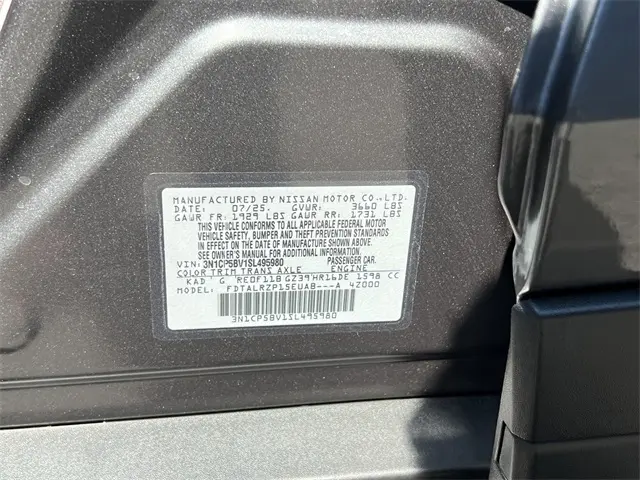 MANUFACTURED BY NISSAN MOTOR CO.,LTD.
DATE: 07/25, GVWR: 3660 LBS
GAWR FR: 1929 LBS GAWR RR: 1731 LBS
THIS VEHICLE CONFORMS TO ALL APPLICABLE FEDERAL MOTOR
VEHICLE SAFETY, BUMPER AND THEFT PREVENTION STANDARDS
IN EFFECT ON THE DATE OF MANUFACTURE SHOWN ABOVE.
SEE OWNER'S MANUAL FOR ADDITIONAL INFORMATION.
VIN: 3N1CP5BV1SL495980 PASSENGER CAR.
COLOR TRIM TRANS AXLE ENGINE
KAD G RE0F11B GZ39 HR16DE 1598 CC
MODEL: FDTALRZP15EUA8---A 42000
3N1CP5BV1SL495980